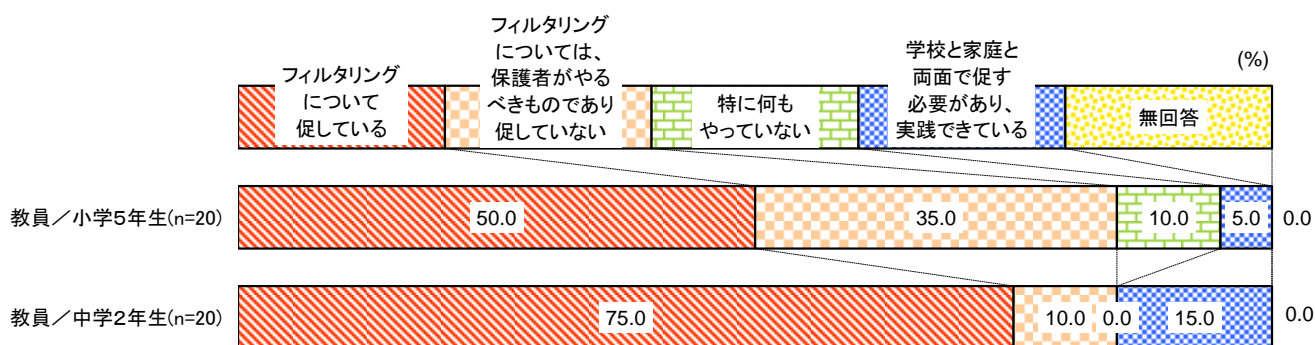 (%)
フィルタリング
について
促している
フィルタリング
については、
保護者がやる
べきものであり
促していない
特に何も
やっていない
学校と家庭と
両面で促す
必要があり、
実践できている
無回答
教員／小学5年生(n=20)
50.0
35.0
10.0
5.0
0.0
教員／中学2年生(n=20)
75.0
10.0
0.0
15.0
0.0